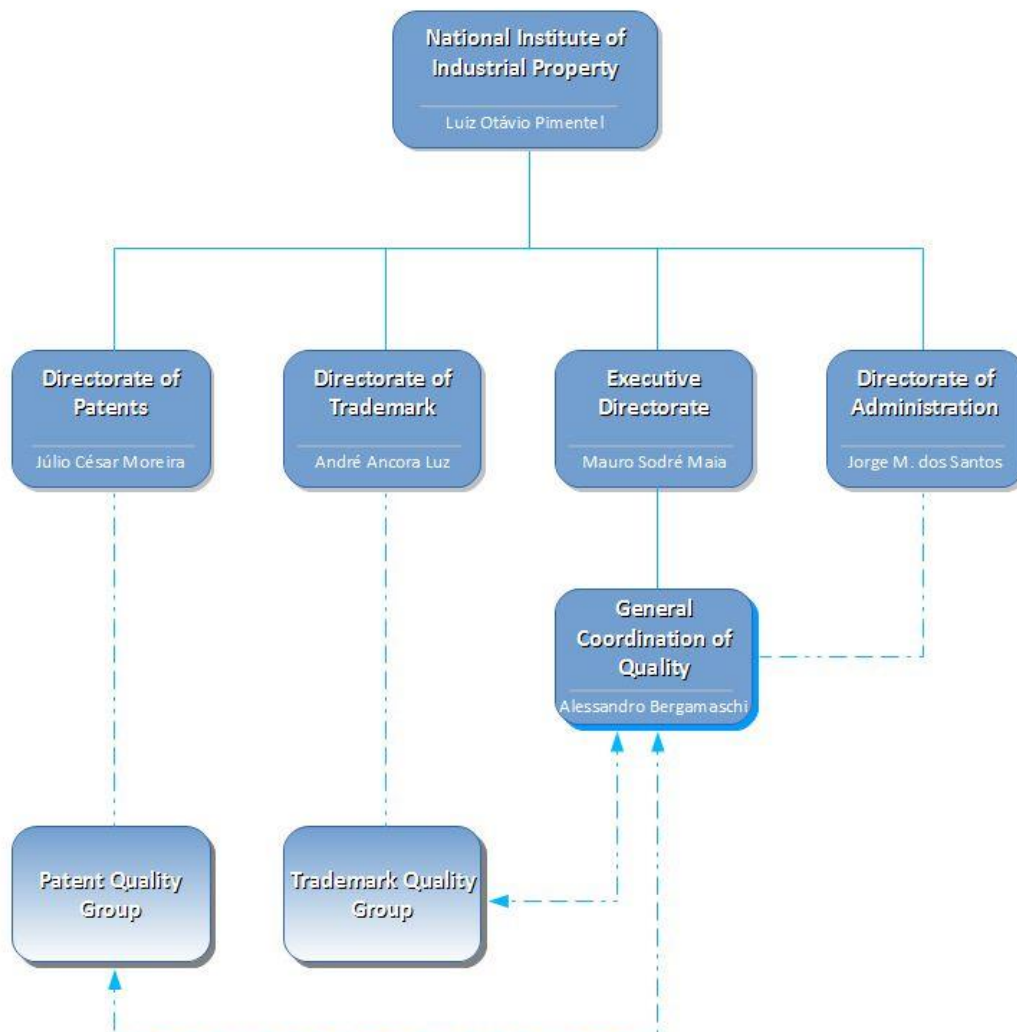 National Institute of
Industrial Property
Luiz Otávio Pimentel
Directorate of
Patents
Júlio César Moreira
Directorate of
Trademark
André Ancora Luz
Executive
Directorate
Mauro Sodré Maia
Directorate of
Administration
Jorge M. dos Santos
General
Coordination of
Quality
Alessandro Bergamaschi
Patent Quality
Group
Trademark Quality
Group